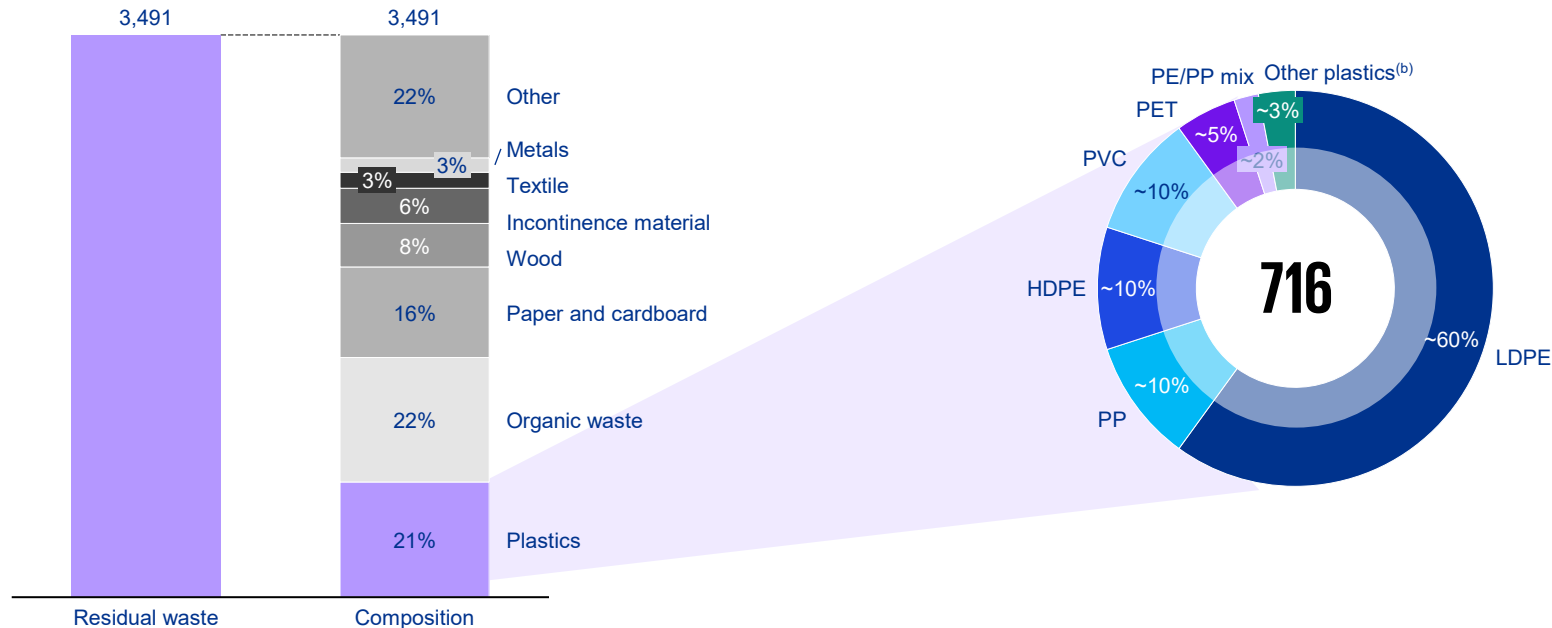 3,491
3,491
22%
Other
3%
Metals
3%
Textile
6%
Incontinence material
8%
Wood
16%
Paper and cardboard
22%
Organic waste
21%
Plastics
Residual waste
Composition
PE/PP mix
Other plastics(b)
PET
~3%
~5%
~2%
PVC
~10%
HDPE
~10%
716
~60%
LDPE
~10%
PP